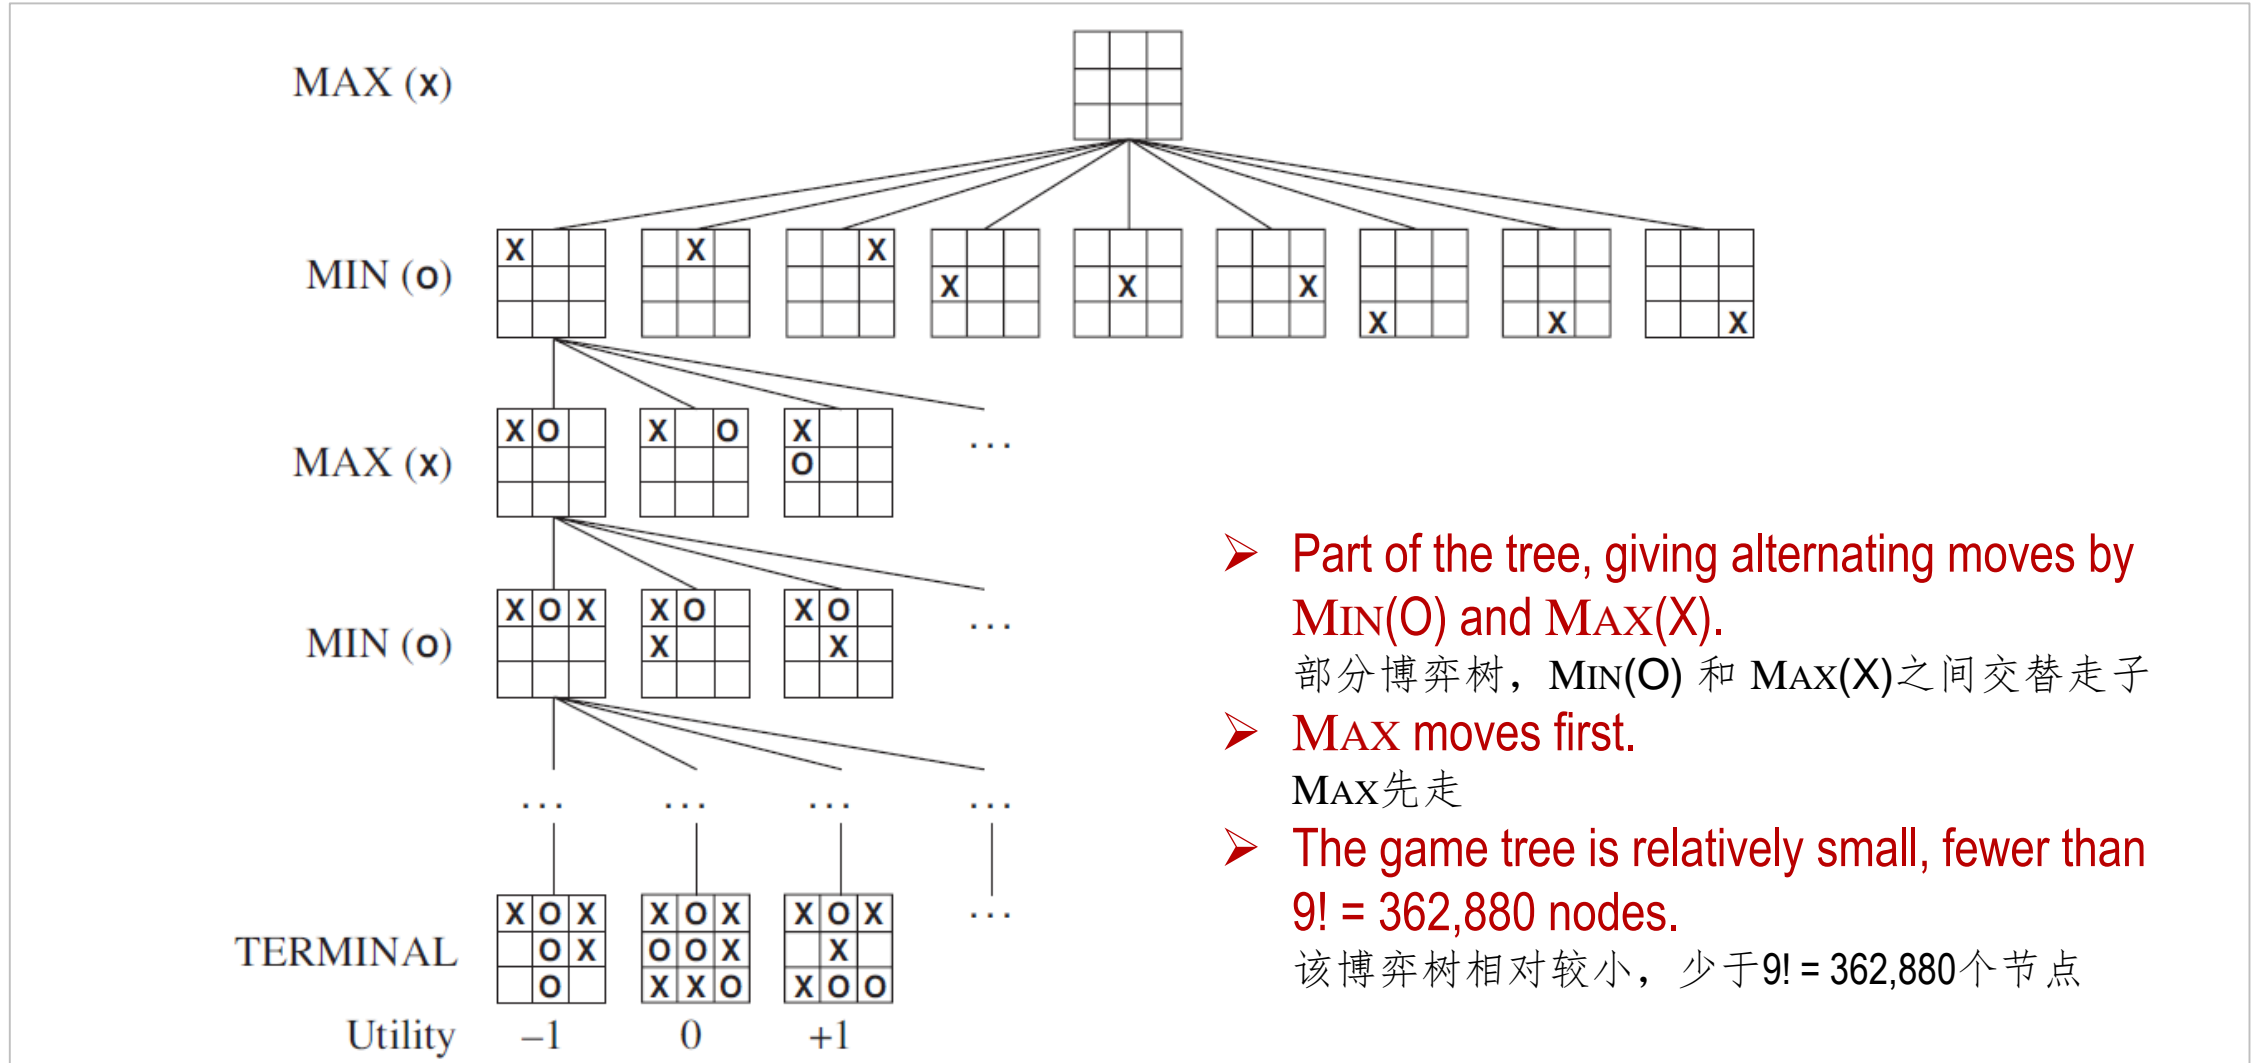 MAX (x)
MIN (o)
X
X
X
X
X
X
X
X
X
MAX (x)
X O
X O
X
O
...
MIN (o)
X O X
X O
X
X O
X
...
... ... ... ...
TERMINAL
X O X
O X
O
X O X
O O X
X X O
X O X
X
X O O
...
Utility –1 0 +1
➢ Part of the tree, giving alternating moves by
MIN(O) and MAX(X).
部分博弈树，MIN(O) 和 MAX(X)之间交替走子
➢ MAX moves first.
MAX先走
➢ The game tree is relatively small, fewer than
9! = 362,880 nodes.
该博弈树相对较小，少于9! = 362,880个节点